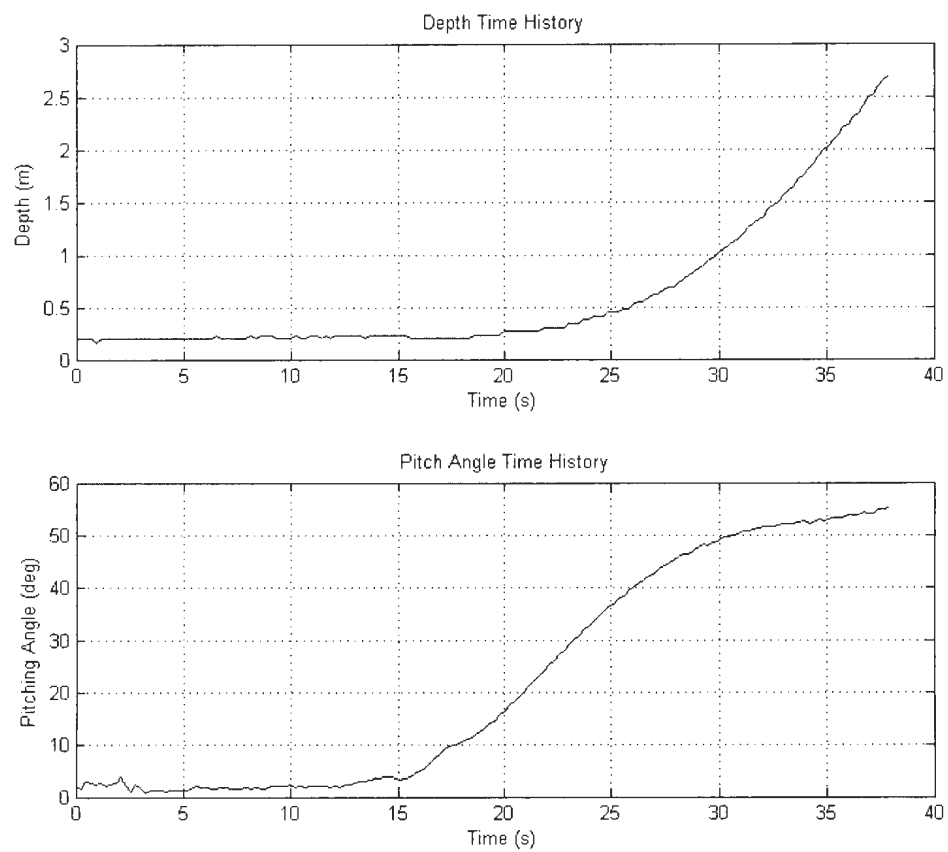 Depth Time History
3
2.5
2
1.5
1
0.5
0
Depth (m)
0 5 10 15 20 25 30 35 40
Time (s)
Pitch Angle Time History
60
50
40
30
20
10
0
Pitching Angle (deg)
0 5 10 15 20 25 30 35 40
Time (s)